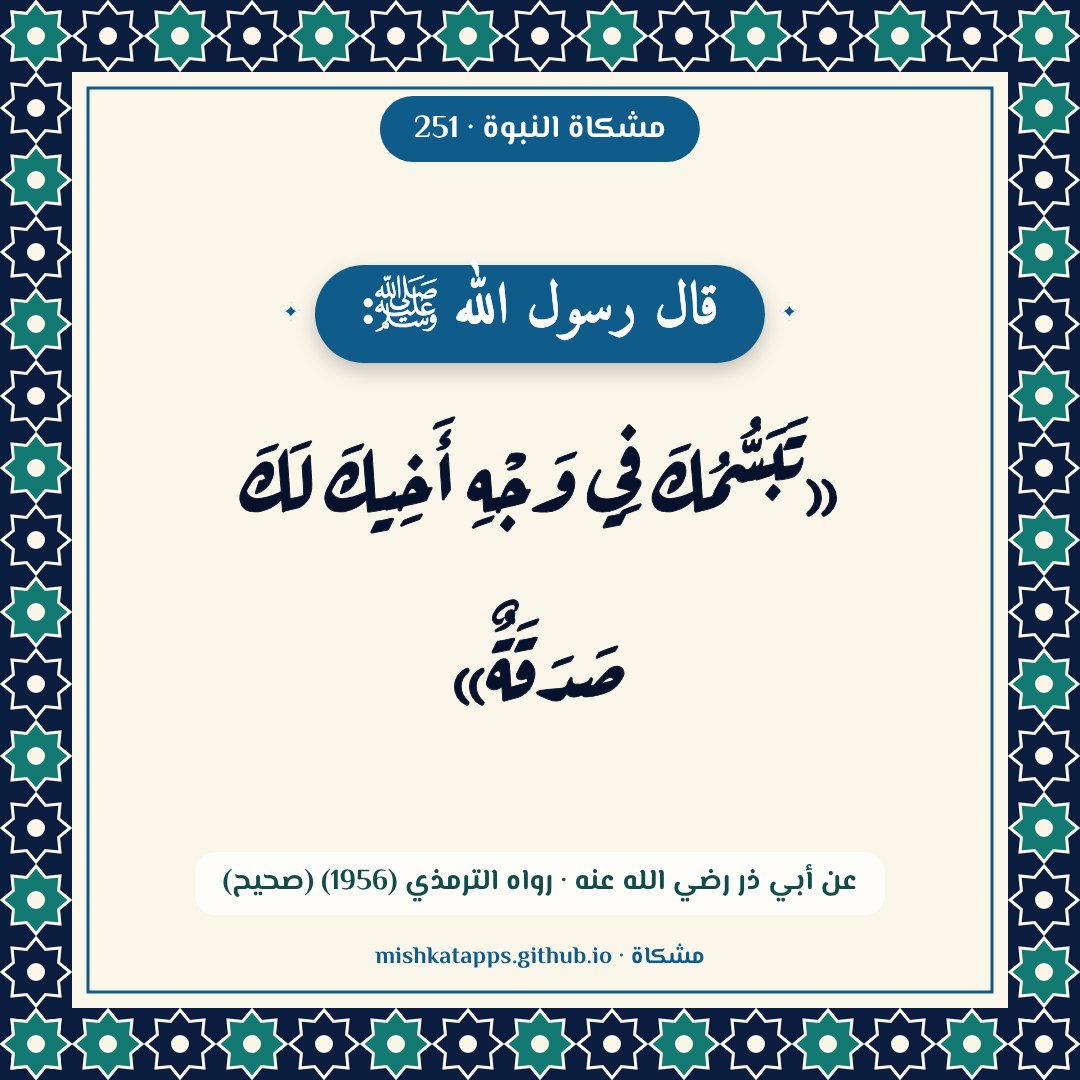 مشكاة النبوة · 251
قال رسول الله ﷺ:
«تَبَسُّمُكَ فِي وَجْهِ أَخِيكَ لَكَ
صَدَقَةٌ»
عن أبي ذر رضي الله عنه · رواه الترمذي (1956) (صحيح)
مشكاة · mishkatapps.github.io